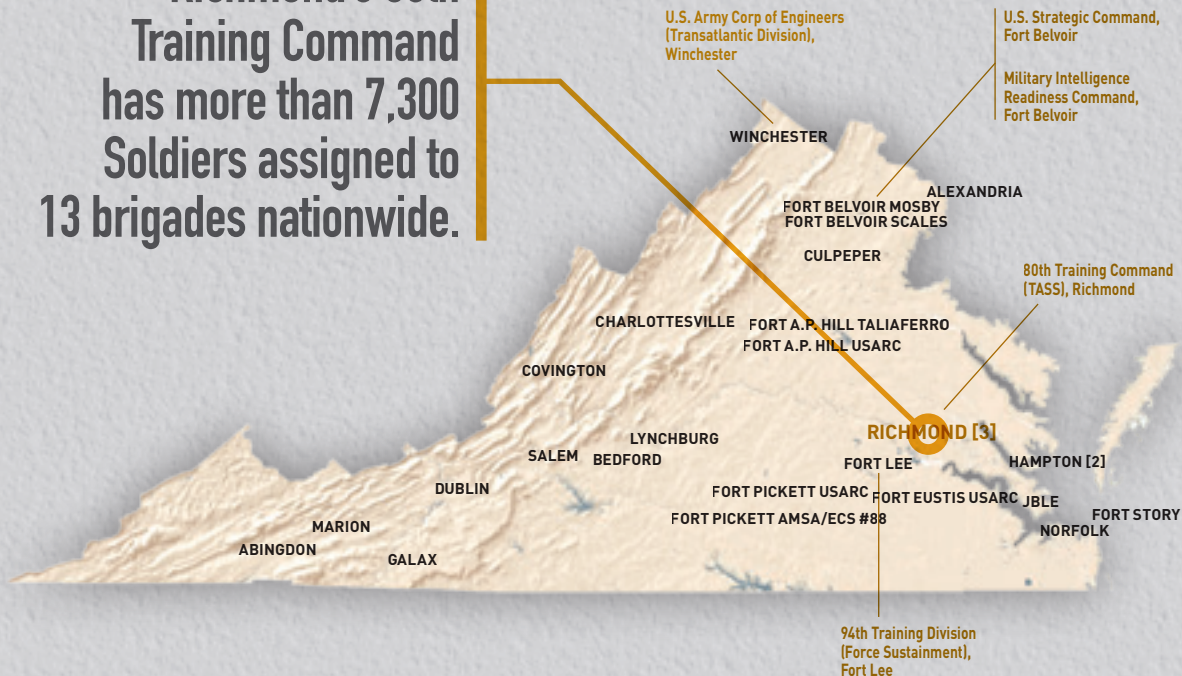 Training Command
has more than 7,300
Soldiers assigned to
13 brigades nationwide.
U.S. Army Corp of Engineers
(Transatlantic Division),
Winchester
U.S. Strategic Command,
Fort Belvoir
Military Intelligence
Readiness Command,
Fort Belvoir
WINCHESTER
ALEXANDRIA
FORT BELVOIR MOSBY
FORT BELVOIR SCALES
CULPEPER
80th Training Command
(TASS), Richmond
CHARLOTTESVILLE
FORT A.P. HILL TALIAFERRO
FORT A.P. HILL USARC
COVINGTON
RICHMOND [3]
LYNCHBURG
SALEM
BEDFORD
FORT LEE
HAMPTON [2]
DUBLIN
FORT PICKETT USARC
FORT EUSTIS USARC
JBLE
FORT PICKETT AMSA/ECS #88
FORT STORY
NORFOLK
MARION
ABINGDON
GALAX
94th Training Division
(Force Sustainment),
Fort Lee